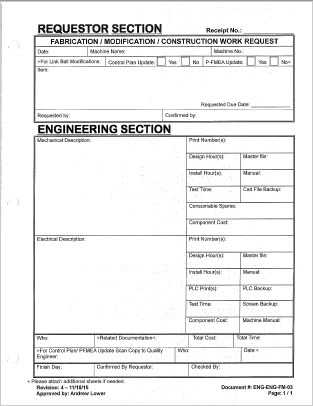 REQUESTOR SECTION Receipt No.:
FABRICATION / MODIFICATION / CONSTRUCTION WORK REQUEST
Date: Machine Name: Machine No.:
>For Link Ball Modifications: Control Plan Update: Yes No P-FMEA Update: Yes No<
Item:
Requested Due Date:
Requested by: Confirmed by:
ENGINEERING SECTION
Mechanical Description: Print Number(s):
Design Hour(s): Master file:
Install Hour(s): Manual:
Test Time: Cad File Backup:
Consumable Spares:
Component Cost:
Electrical Description: Print Number(s):
Design Hour(s): Master file:
Install Hour(s): Manual:
PLC Print(s): PLC Backup:
Test Time: Screen Backup:
Component Cost: Machine Manual
Who: >Related Documentation<: Total Cost: Total Time:
>For Control Plan/ PFMEA Update Scan Copy to Quality Who: Date:<
Engineer:
Finish Day: Confirmed By Requestor: Checked By:
* Please attach additional sheets if needed.
Revision: 4 – 11/18/15 Document #: ENG-ENG-FM-03
Approved by: Andrew Lower Page: 1 / 1